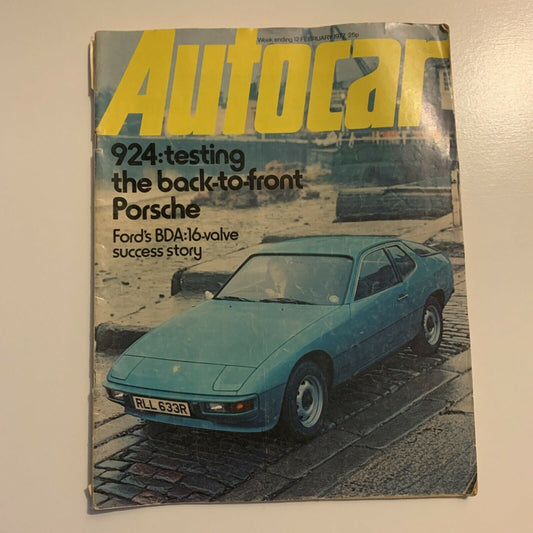 Week ending 12 FEBRUARY 1977 25p
Autocar
924:testing
the back-to-front
Porsche
Ford's BDA:16-valve
success story
RLL 633R